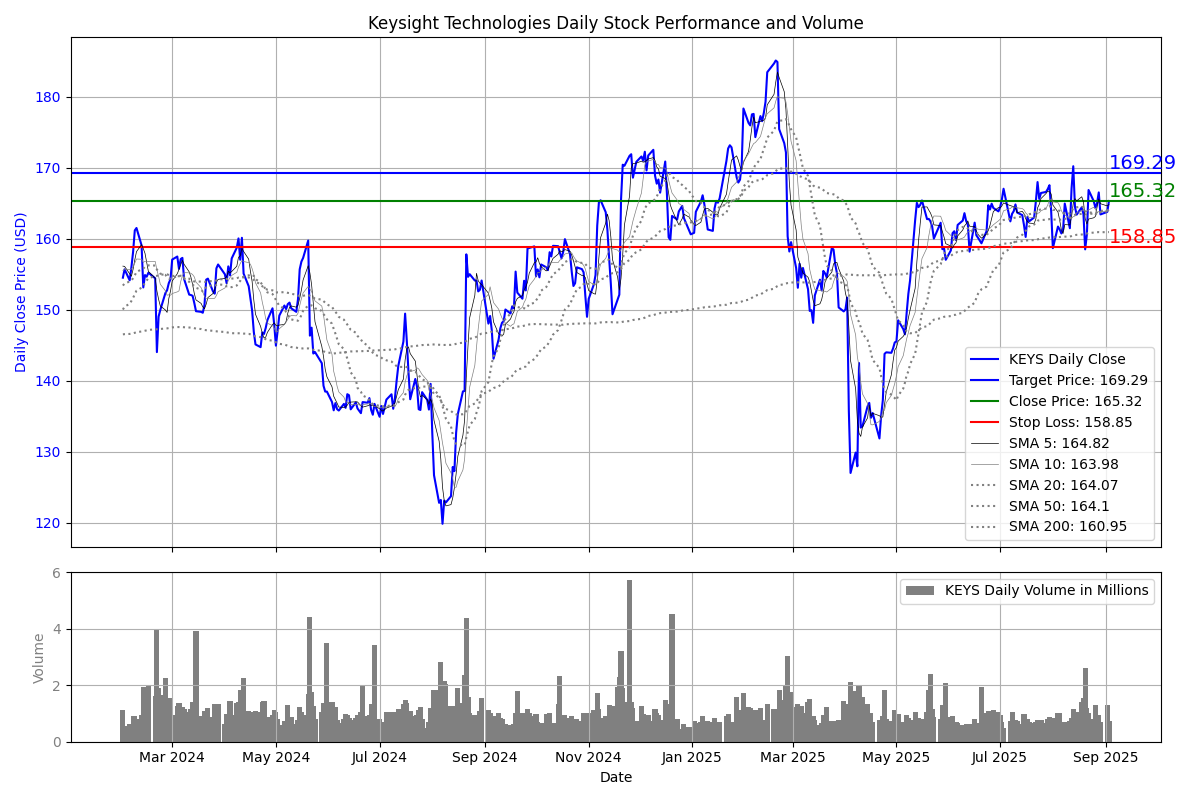 Keysight Technologies Daily Stock Performance and Volume
Daily Close Price (USD)
180
170
160
150
140
130
120
169.29
165.32
158.85
KEYS Daily Close
Target Price: 169.29
Close Price: 165.32
Stop Loss: 158.85
SMA 5: 164.82
SMA 10: 163.98
SMA 20: 164.07
SMA 50: 164.1
SMA 200: 160.95
Volume
6
4
2
0
KEYS Daily Volume in Millions
Mar 2024 May 2024 Jul 2024 Sep 2024 Nov 2024 Jan 2025 Mar 2025 May 2025 Jul 2025 Sep 2025
Date